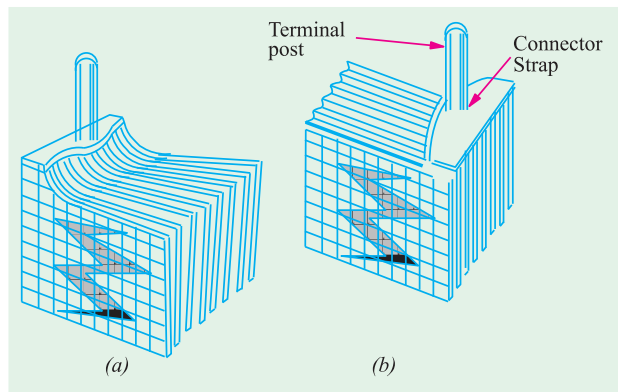 Terminal
post
Connector
Strap
(a)
(b)